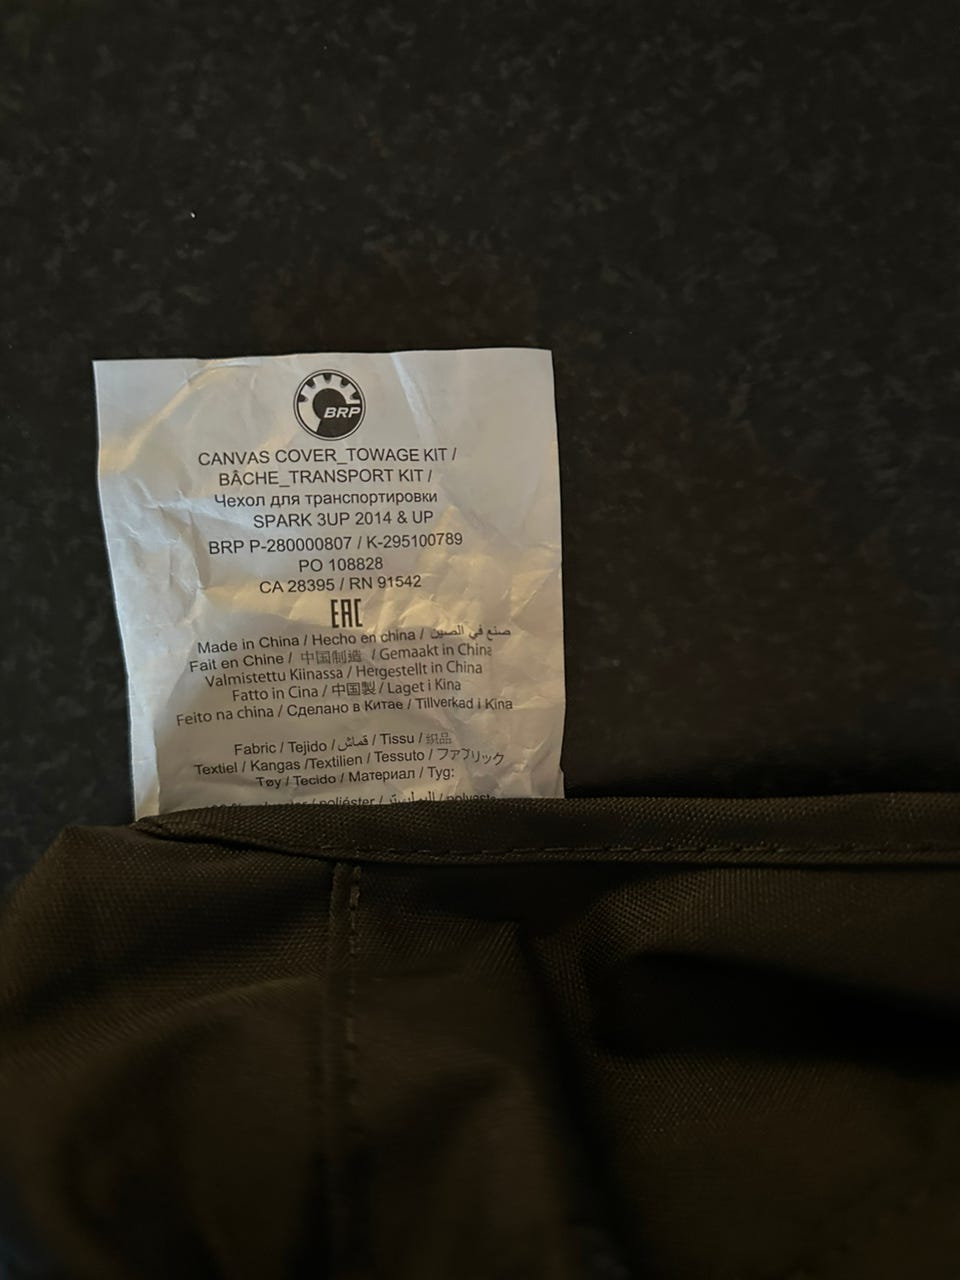 BRP
CANVAS COVER_TOWAGE KIT /
BÂCHE_TRANSPORT KIT /
Чехол для транспортировки
SPARK 3UP 2014 & UP
BRP P-280000807 / K-295100789
PO 108828
CA 28395 / RN 91542
EAC
Made in China / Hecho en china / صنع في الصين
Fait en Chine / 中国制造 / Gemaakt in China
Valmistettu Kiinassa / Hergestellt in China
Fatto in Cina / 中国製 / Laget i Kina
Feito na china / Сделано в Китае / Tillverkad i Kina
Fabric / Tejido / قماش / Tissu / 织品
Textiel / Kangas /Textilien / Tessuto / ファブリック
Tøy / Tecido / Материал / Tyg:
/ poliéster /